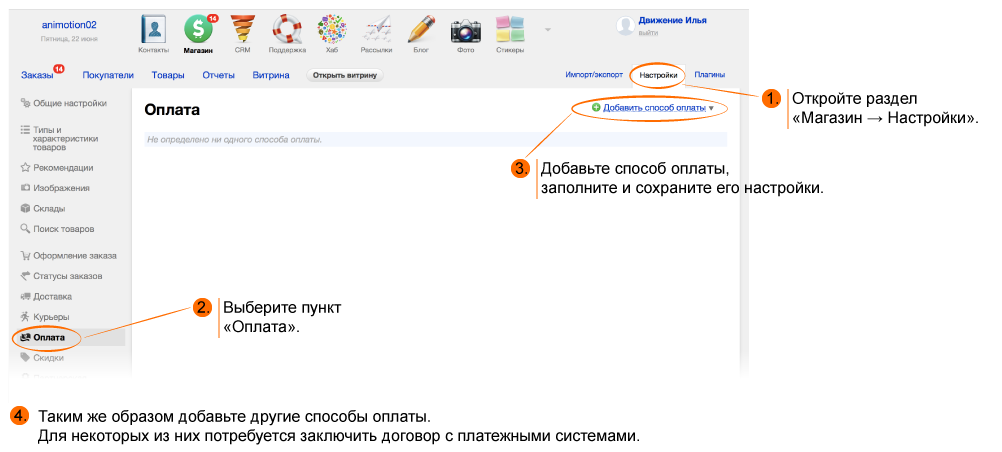 animotion02
Пятница, 22 июня
Контакты
14
Магазин
CRM
Поддержка
Хаб
Рассылки
Блог
Фото
Стикеры
Движение Илья
выйти
Заказы 14 Покупатели Товары Отчеты Витрина Открыть витрину Импорт/экспорт Настройки Плагины
Общие настройки
Типы и
характеристики
товаров
Рекомендации
Изображения
Склады
Поиск товаров
Оформление заказа
Статусы заказов
Доставка
Курьеры
Оплата
Скидки
Оплата
Добавить способ оплаты
Не определено ни одного способа оплаты.
1. Откройте раздел
«Магазин → Настройки».
3. Добавьте способ оплаты,
заполните и сохраните его настройки.
2. Выберите пункт
«Оплата».
4. Таким же образом добавьте другие способы оплаты.
Для некоторых из них потребуется заключить договор с платежными системами.